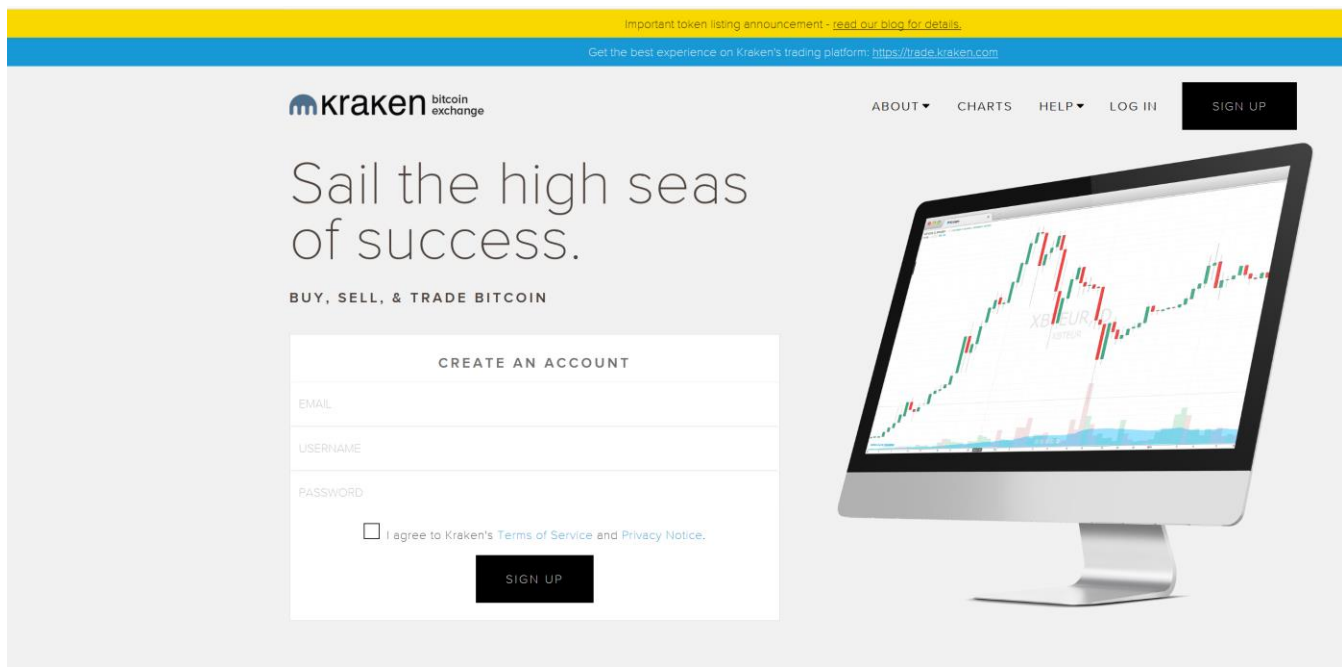 Important token listing announcement - read our blog for details.
Get the best experience on Kraken's trading platform: https://trade.kraken.com
kraken bitcoin exchange
ABOUT CHARTS HELP LOG IN SIGN UP
Sail the high seas
of success.
BUY, SELL, & TRADE BITCOIN
CREATE AN ACCOUNT
EMAIL
USERNAME
PASSWORD
I agree to Kraken's Terms of Service and Privacy Notice.
SIGN UP